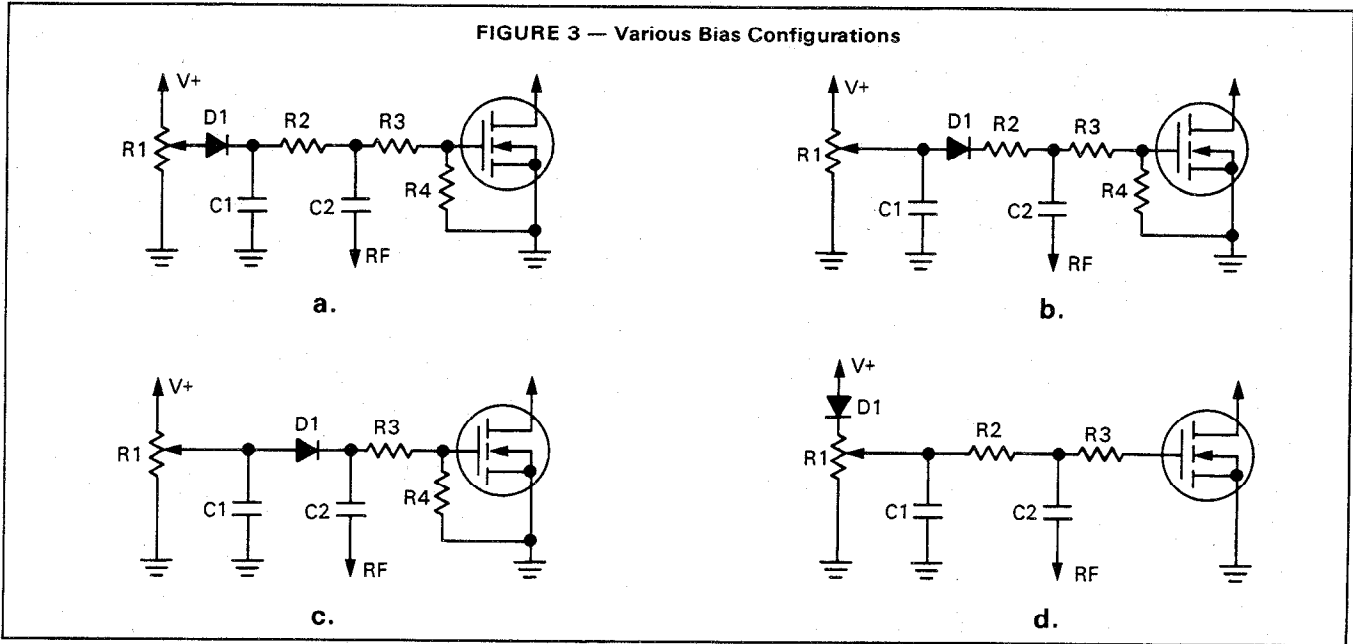 FIGURE 3 — Various Bias Configurations
V+
D1
R2
R3
R1
R4
C1
C2
RF
a.
V+
D1
R2
R3
R1
R4
C1
C2
RF
b.
V+
D1
R3
R1
R4
C1
C2
RF
c.
V+
D1
R2
R3
R1
C1
C2
RF
d.